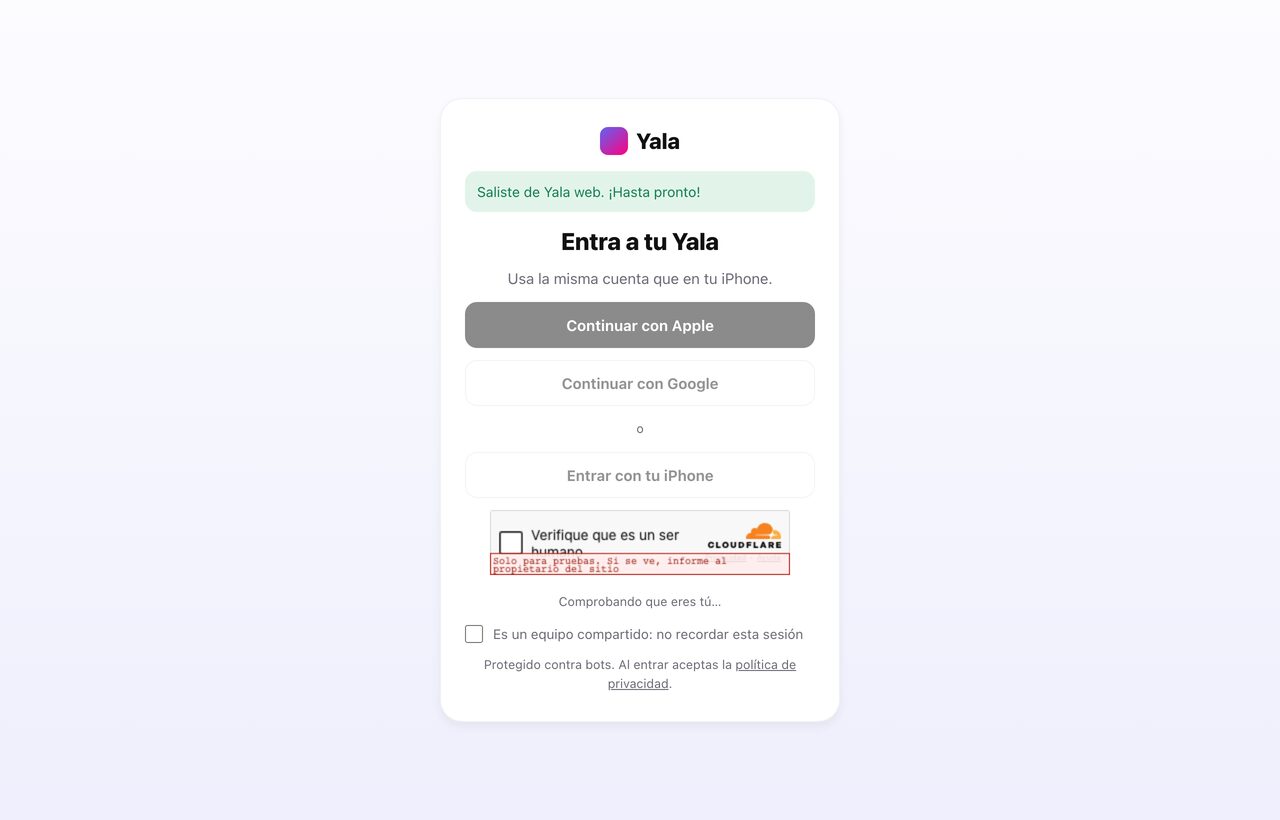 Yala
Saliste de Yala web. ¡Hasta pronto!
Entra a tu Yala
Usa la misma cuenta que en tu iPhone.
Continuar con Apple
Continuar con Google
o
Entrar con tu iPhone
Verifique que es un ser
humano
CLOUDFLARE
Solo para pruebas. Si se ve, informe al
propietario del sitio
Comprobando que eres tú...
Es un equipo compartido: no recordar esta sesión
Protegido contra bots. Al entrar aceptas la política de
privacidad.